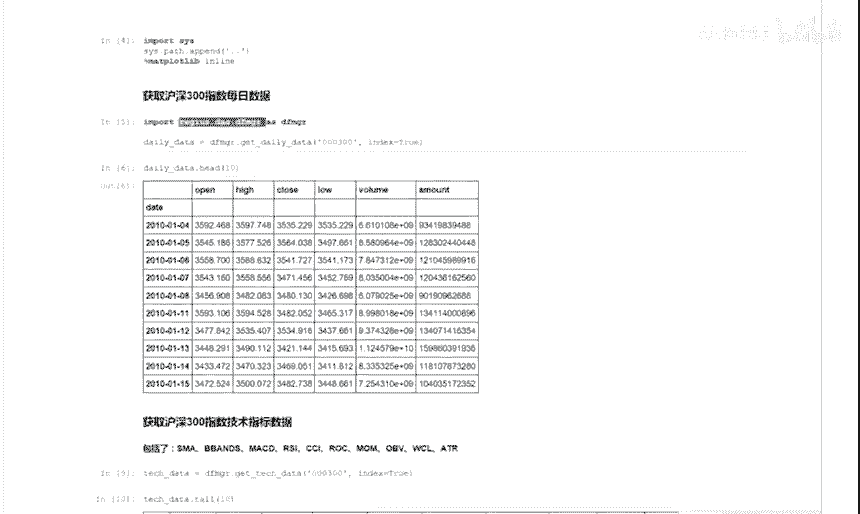 In [4]: import sys
sys.path.append('..')
%matplotlib inline
获取沪深300指数每日数据
In [5]: import as dfmgr
daily_data = dfmgr.get_daily_data('000300', index=True)
In [6]: daily_data.head(10)
Out[6]:
open high close low volume amount
date
2010-01-04 3592.468 3597.748 3535.229 3535.229 6.610108e+09 93419839488
2010-01-05 3545.186 3577.526 3564.038 3497.661 8.580964e+09 128302440448
2010-01-06 3558.700 3588.832 3541.727 3541.173 7.847312e+09 121045989916
2010-01-07 3543.160 3558.556 3471.456 3452.769 8.035004e+09 120436162560
2010-01-08 3456.908 3482.083 3480.130 3426.698 6.079025e+09 90190962688
2010-01-11 3593.106 3594.528 3482.052 3465.317 8.998018e+09 134114000896
2010-01-12 3477.842 3535.407 3534.916 3437.661 9.374328e+09 134071416354
2010-01-13 3448.291 3490.112 3421.144 3415.693 1.124579e+10 159860391936
2010-01-14 3433.472 3470.323 3469.051 3411.812 8.335325e+09 118107873280
2010-01-15 3472.524 3500.072 3482.738 3448.661 7.254310e+09 104035172352
获取沪深300指数技术指标数据
包括了：SMA、BBANDS、MACD、RSI、CCI、ROC、MOM、OBV、WCL、ATR
In [9]: tech_data = dfmgr.get_tech_data('000300', index=True)
In [10]: tech_data.tail(10)